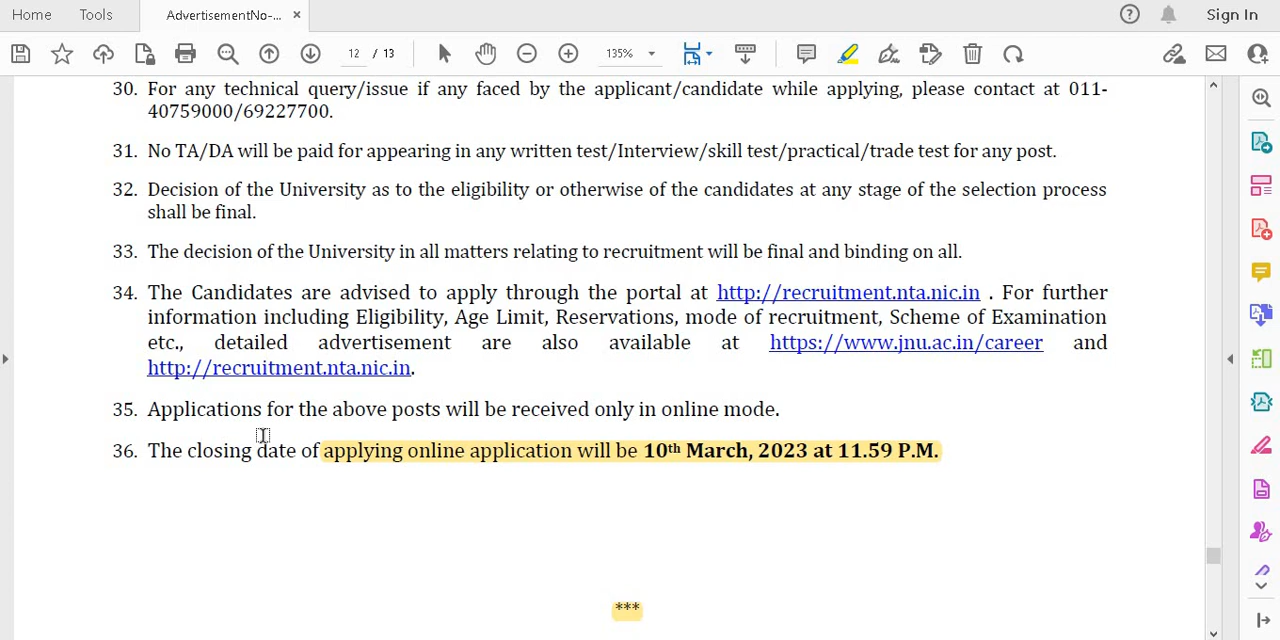 Home Tools AdvertisementNo-... × Sign In
12 / 13 135%
30. For any technical query/issue if any faced by the applicant/candidate while applying, please contact at 011-
40759000/69227700.
31. No TA/DA will be paid for appearing in any written test/Interview/skill test/practical/trade test for any post.
32. Decision of the University as to the eligibility or otherwise of the candidates at any stage of the selection process
shall be final.
33. The decision of the University in all matters relating to recruitment will be final and binding on all.
34. The Candidates are advised to apply through the portal at http://recruitment.nta.nic.in . For further
information including Eligibility, Age Limit, Reservations, mode of recruitment, Scheme of Examination
etc., detailed advertisement are also available at https://www.jnu.ac.in/career and
http://recruitment.nta.nic.in.
35. Applications for the above posts will be received only in online mode.
36. The closing date of applying online application will be 10th March, 2023 at 11.59 P.M.
***